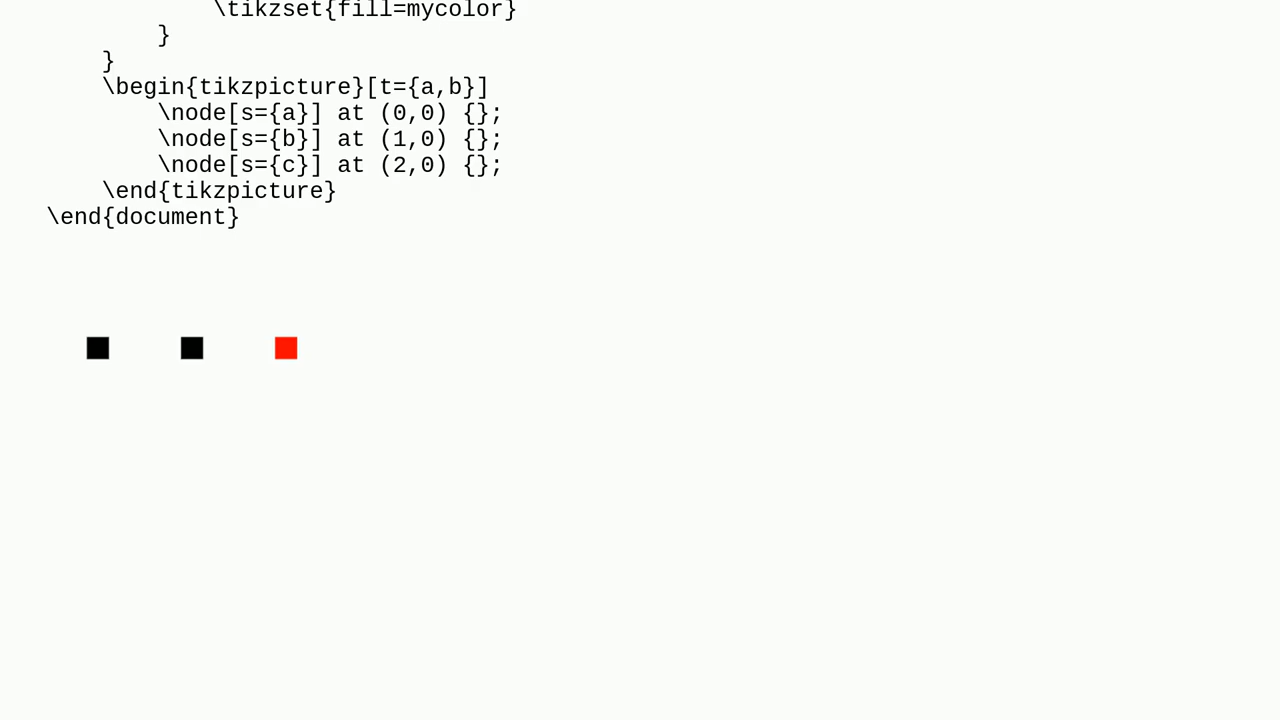 \tikzset{fill=mycolor}
}
}
\begin{tikzpicture}[t={a,b}]
\node[s={a}] at (0,0) {};
\node[s={b}] at (1,0) {};
\node[s={c}] at (2,0) {};
\end{tikzpicture}
\end{document}